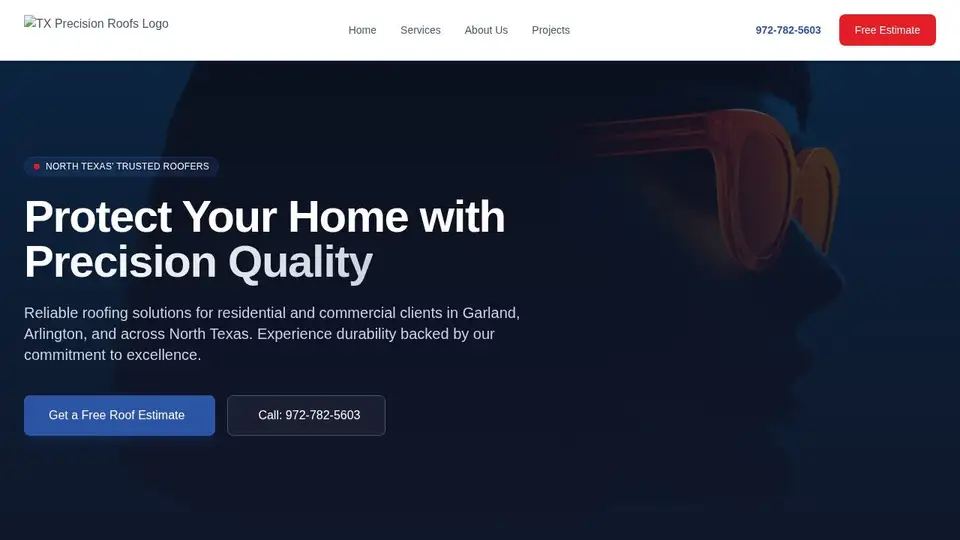 TX Precision Roofs Logo
Home
Services
About Us
Projects
972-782-5603
Free Estimate
NORTH TEXAS' TRUSTED ROOFERS
Protect Your Home with
Precision Quality
Reliable roofing solutions for residential and commercial clients in Garland,
Arlington, and across North Texas. Experience durability backed by our
commitment to excellence.
Get a Free Roof Estimate
Call: 972-782-5603